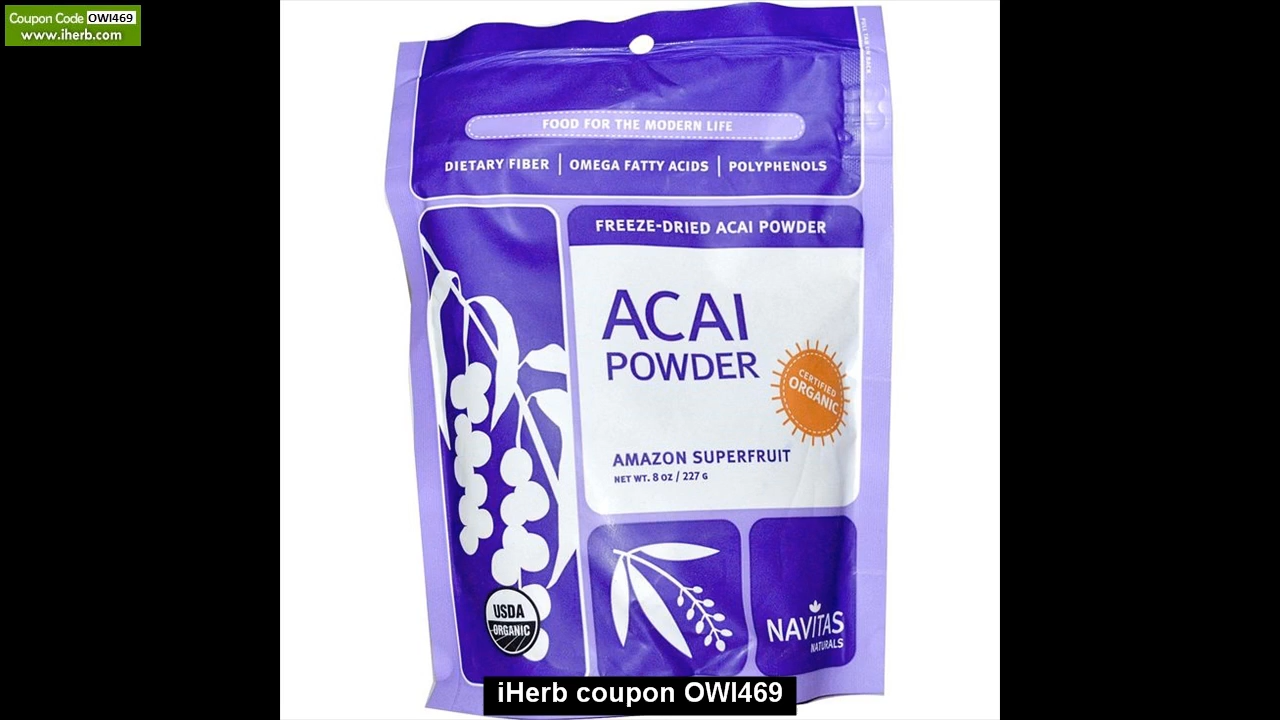 Coupon Code OWI469
www.iherb.com
FOOD FOR THE MODERN LIFE
DIETARY FIBER | OMEGA FATTY ACIDS | POLYPHENOLS
FREEZE-DRIED ACAI POWDER
ACAI
POWDER
CERTIFIED
ORGANIC
AMAZON SUPERFRUIT
NET WT. 8 OZ / 227 G
USDA
ORGANIC
NAVITAS
NATURALS
iHerb coupon OWI469